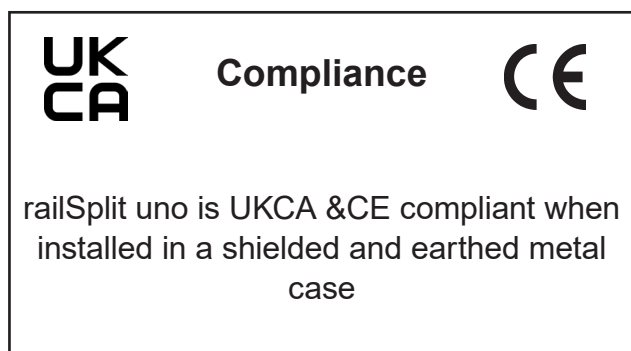 UK
CA
Compliance
CE
railSplit uno is UKCA &CE compliant when
installed in a shielded and earthed metal
case